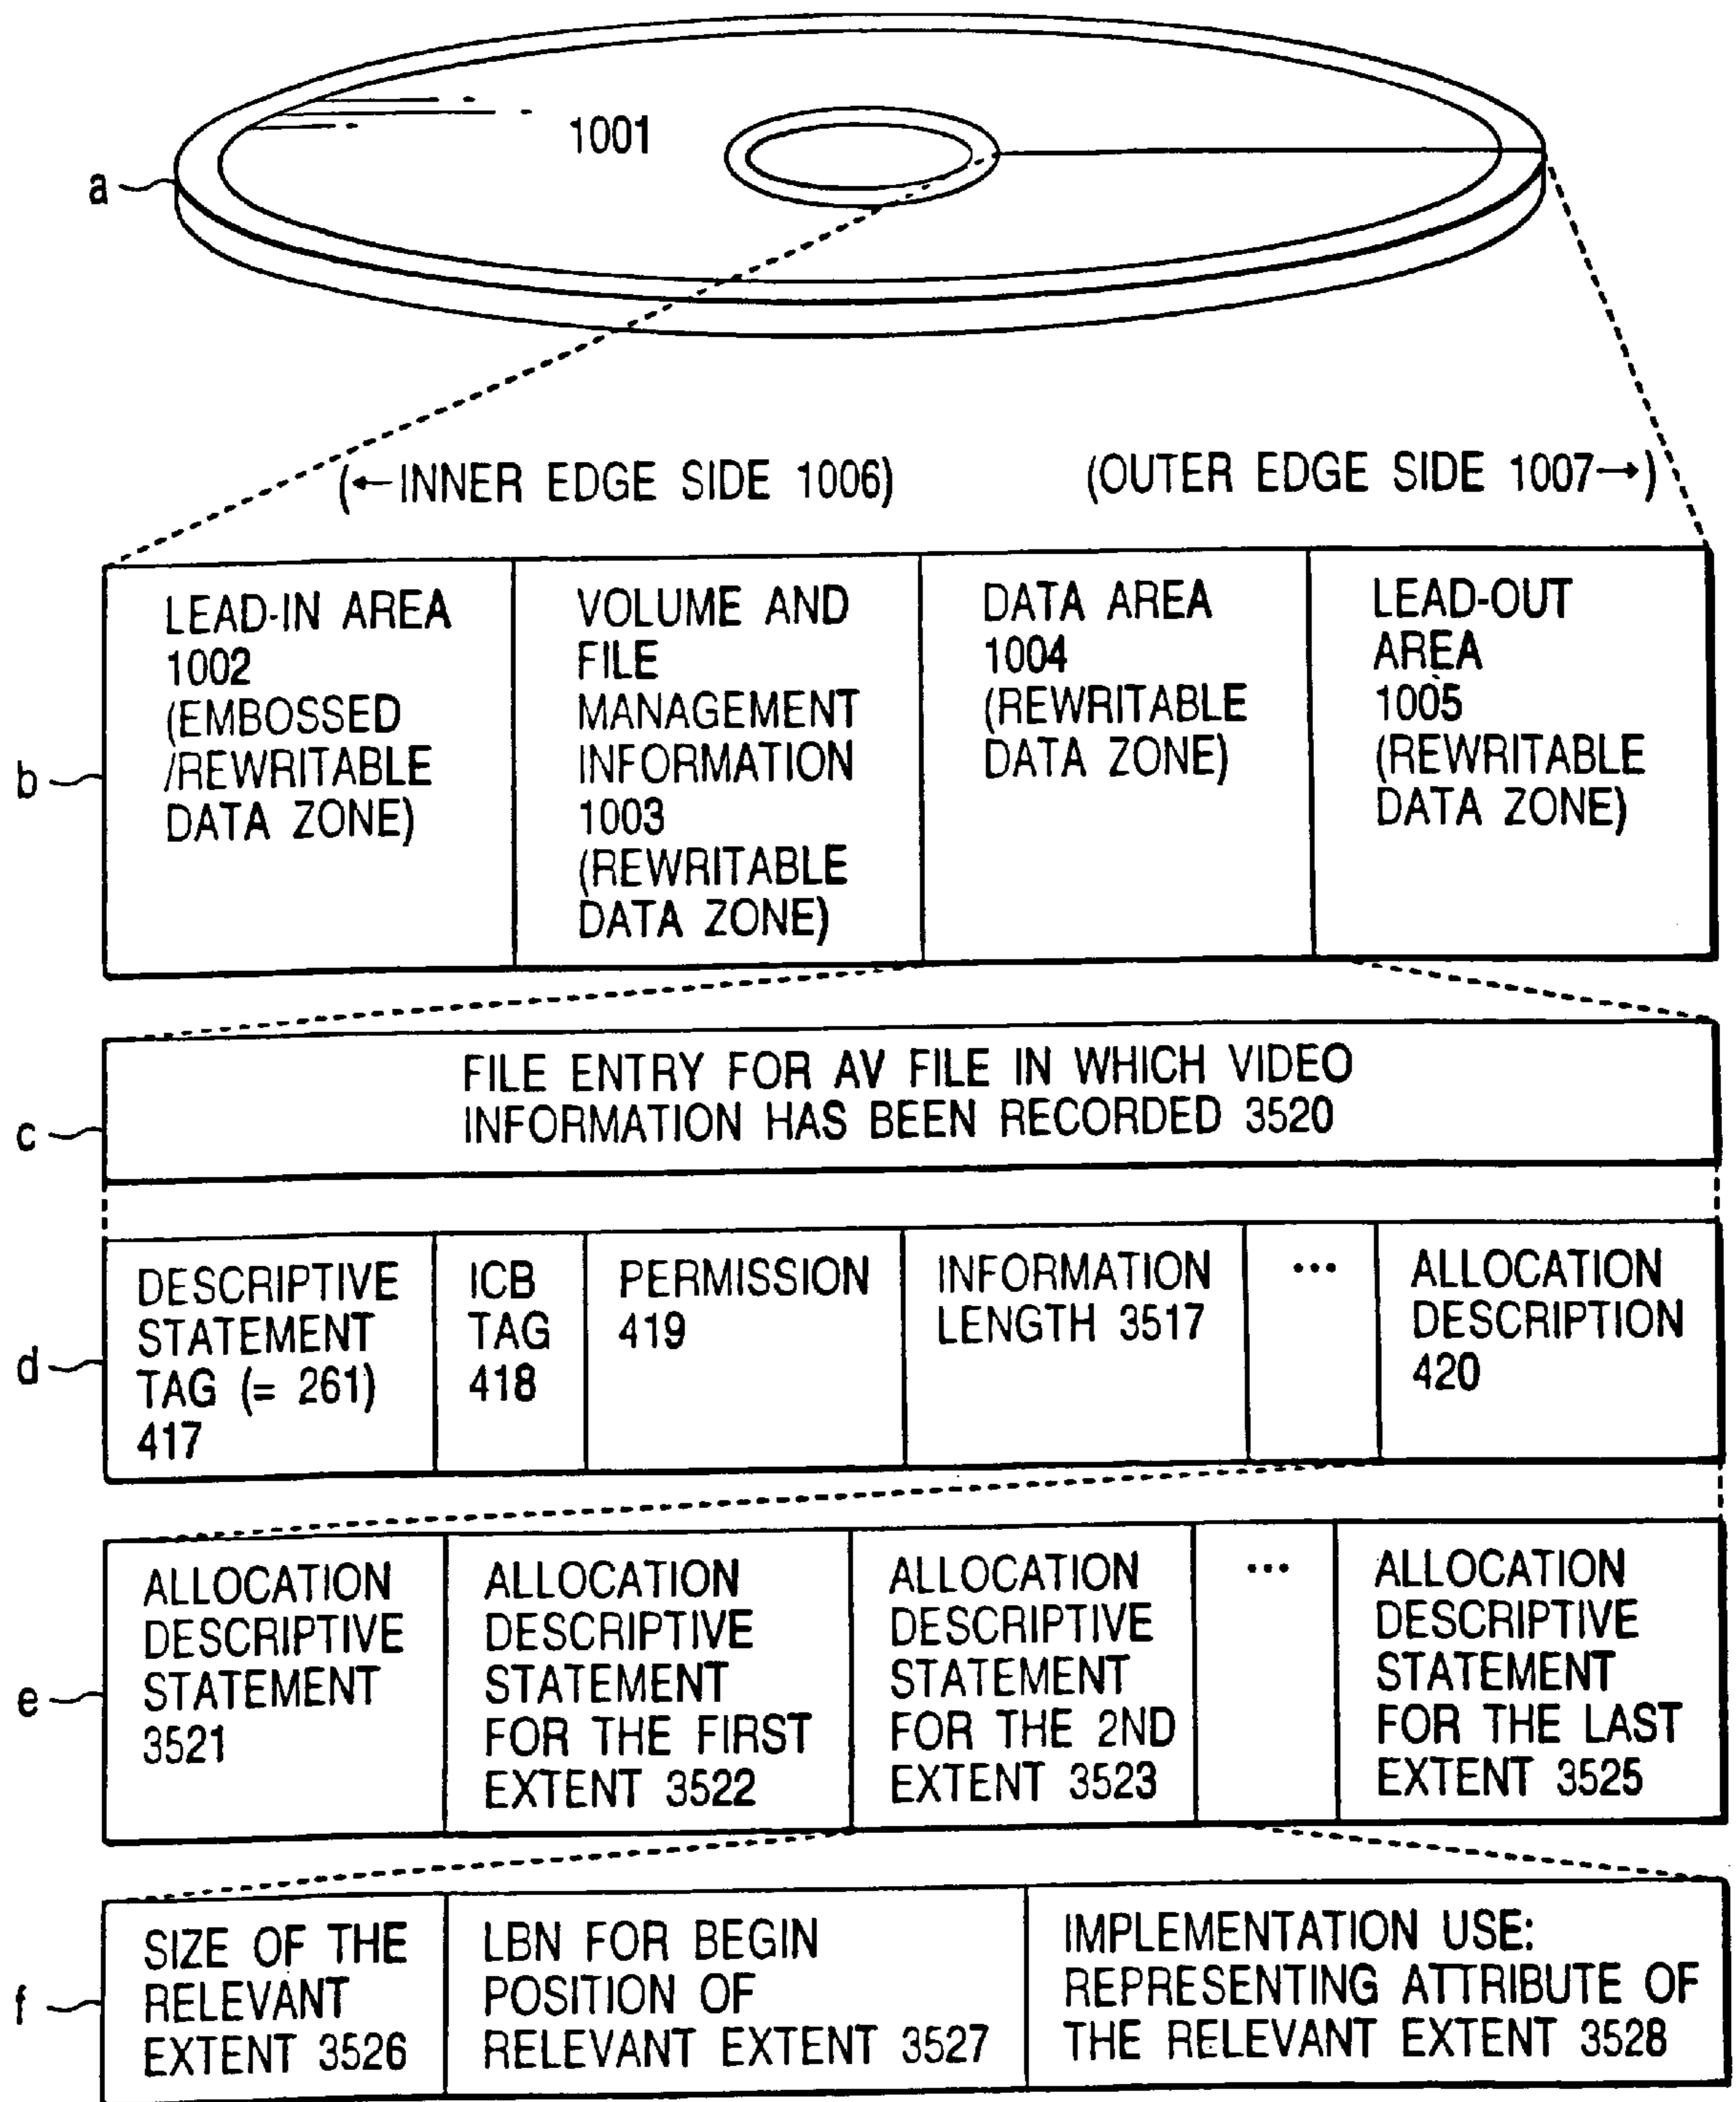 1001
a
(←INNER EDGE SIDE 1006)
(OUTER EDGE SIDE 1007→)
b
LEAD-IN AREA
1002
(EMBOSSED
/REWRITABLE
DATA ZONE)
VOLUME AND
FILE
MANAGEMENT
INFORMATION
1003
(REWRITABLE
DATA ZONE)
DATA AREA
1004
(REWRITABLE
DATA ZONE)
LEAD-OUT
AREA
1005
(REWRITABLE
DATA ZONE)
c
FILE ENTRY FOR AV FILE IN WHICH VIDEO
INFORMATION HAS BEEN RECORDED 3520
d
DESCRIPTIVE
STATEMENT
TAG (= 261)
417
ICB
TAG
418
PERMISSION
419
INFORMATION
LENGTH 3517
...
ALLOCATION
DESCRIPTION
420
e
ALLOCATION
DESCRIPTIVE
STATEMENT
3521
ALLOCATION
DESCRIPTIVE
STATEMENT
FOR THE FIRST
EXTENT 3522
ALLOCATION
DESCRIPTIVE
STATEMENT
FOR THE 2ND
EXTENT 3523
...
ALLOCATION
DESCRIPTIVE
STATEMENT
FOR THE LAST
EXTENT 3525
f
SIZE OF THE
RELEVANT
EXTENT 3526
LBN FOR BEGIN
POSITION OF
RELEVANT EXTENT 3527
IMPLEMENTATION USE:
REPRESENTING ATTRIBUTE OF
THE RELEVANT EXTENT 3528